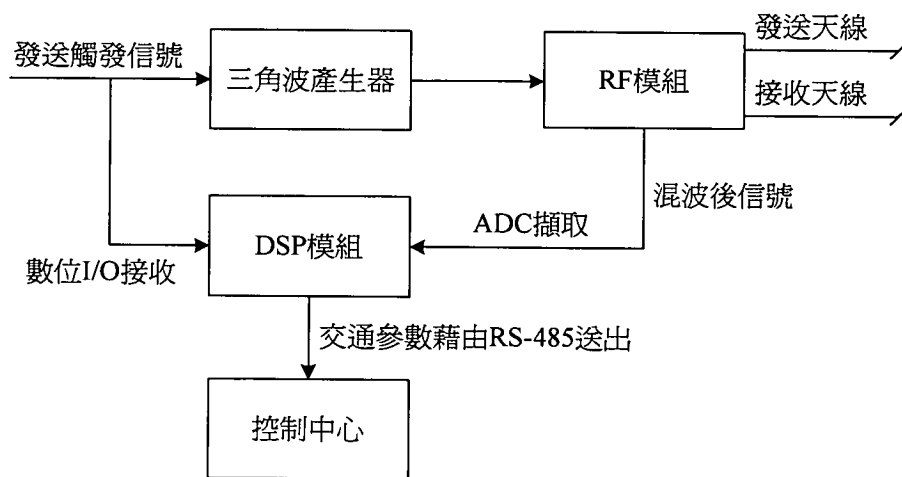 發送觸發信號
三角波產生器
RF模組
發送天線
接收天線
混波後信號
ADC擷取
DSP模組
數位I/O接收
交通參數藉由RS-485送出
控制中心